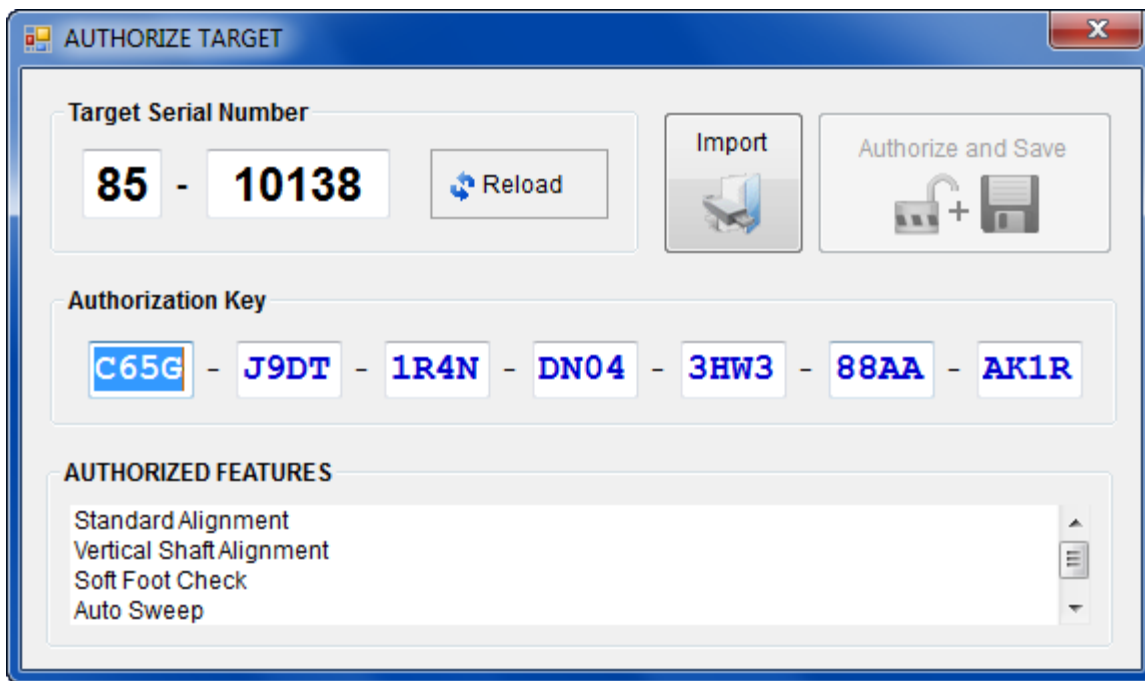 AUTHORIZE TARGET
Target Serial Number
85 - 10138
Reload
Import
Authorize and Save
+
Authorization Key
C65G - J9DT - 1R4N - DN04 - 3HW3 - 88AA - AK1R
AUTHORIZED FEATURES
Standard Alignment
Vertical Shaft Alignment
Soft Foot Check
Auto Sweep